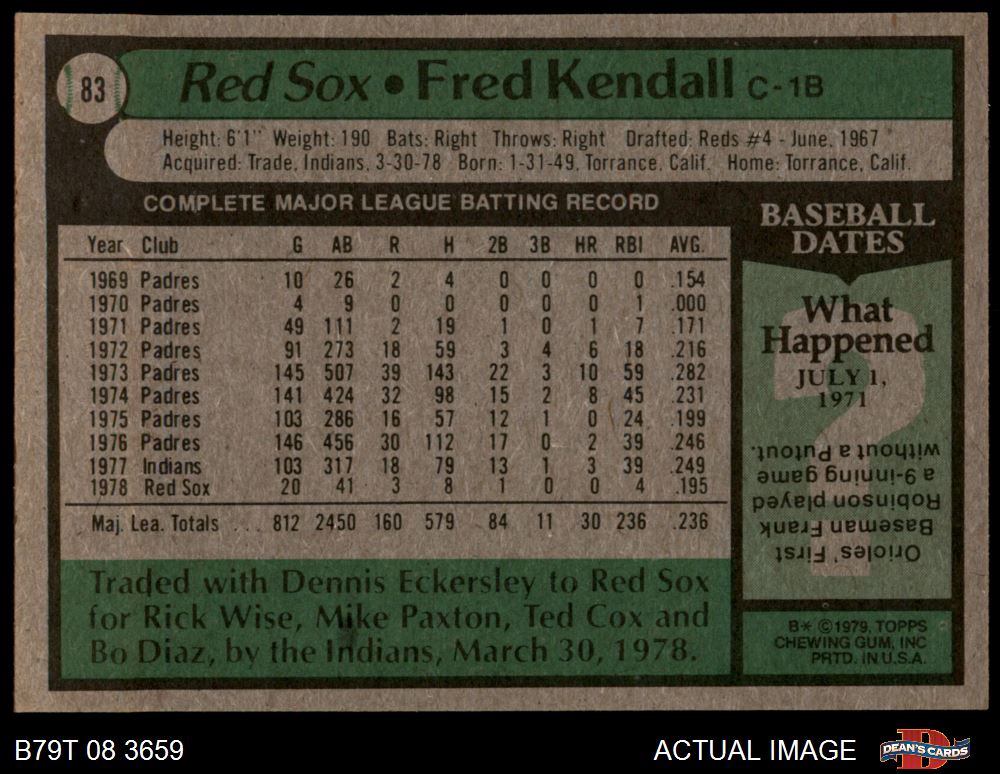 83 Red Sox • Fred Kendall C-1B
Height: 6'1" Weight: 190 Bats: Right Throws: Right Drafted: Reds #4 - June, 1967
Acquired: Trade, Indians, 3-30-78 Born: 1-31-49, Torrance, Calif. Home: Torrance, Calif.
COMPLETE MAJOR LEAGUE BATTING RECORD
Year Club G AB R H 2B 3B HR RBI AVG.
1969 Padres 10 26 2 4 0 0 0 0 .154
1970 Padres 4 9 0 0 0 0 0 1 .000
1971 Padres 49 111 2 19 1 0 1 7 .171
1972 Padres 91 273 18 59 3 4 6 18 .216
1973 Padres 145 507 39 143 22 3 10 59 .282
1974 Padres 141 424 32 98 15 2 8 45 .231
1975 Padres 103 286 16 57 12 1 0 24 .199
1976 Padres 146 456 30 112 17 0 2 39 .246
1977 Indians 103 317 18 79 13 1 3 39 .249
1978 Red Sox 20 41 3 8 1 0 0 4 .195
Maj. Lea. Totals ... 812 2450 160 579 84 11 30 236 .236
Traded with Dennis Eckersley to Red Sox
for Rick Wise, Mike Paxton, Ted Cox and
Bo Diaz, by the Indians, March 30, 1978.
BASEBALL
DATES
What
Happened
JULY 1,
1971
?
Orioles' First
Baseman Frank
Robinson played
a 9-inning game
without a Putout.
B* ©1979, TOPPS
CHEWING GUM, INC
PRTD. IN U.S.A.
B79T 08 3659
ACTUAL IMAGE
D
DEAN'S CARDS